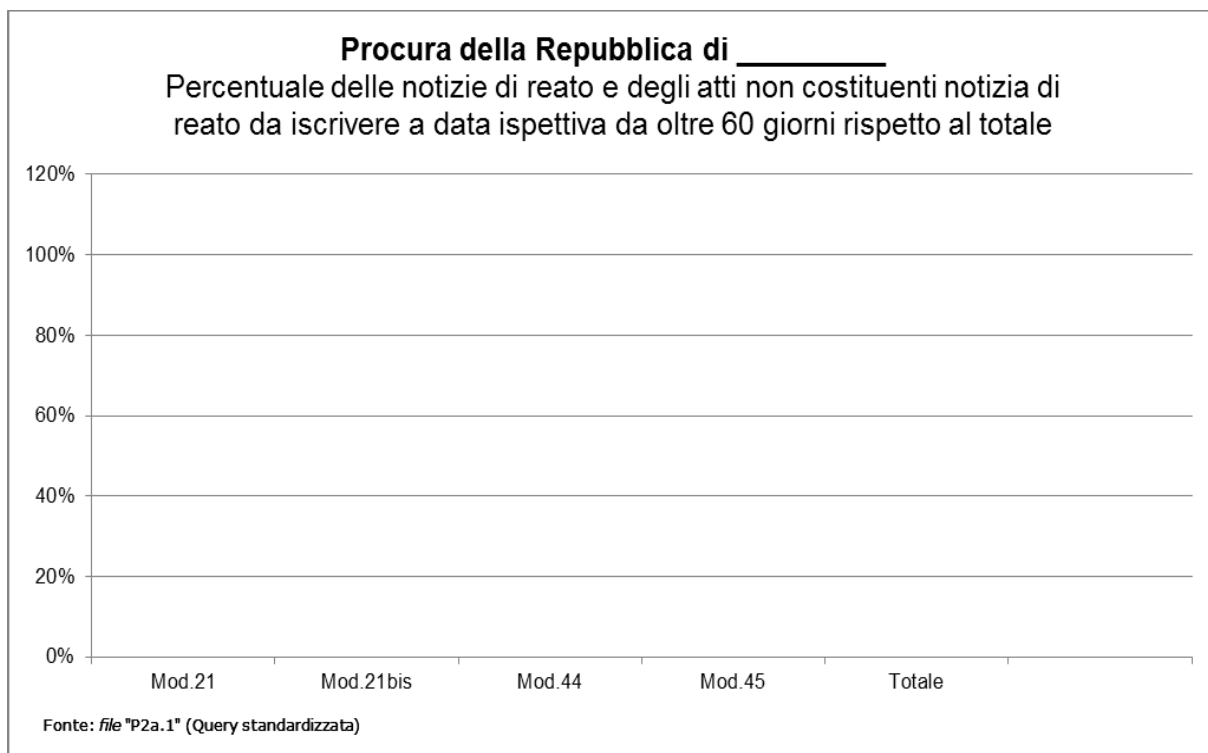 Procura della Repubblica di _________
Percentuale delle notizie di reato e degli atti non costituenti notizia di
reato da iscrivere a data ispettiva da oltre 60 giorni rispetto al totale
120%
100%
80%
60%
40%
20%
0%
Mod.21 Mod.21bis Mod.44 Mod.45 Totale
Fonte: file "P2a.1" (Query standardizzata)